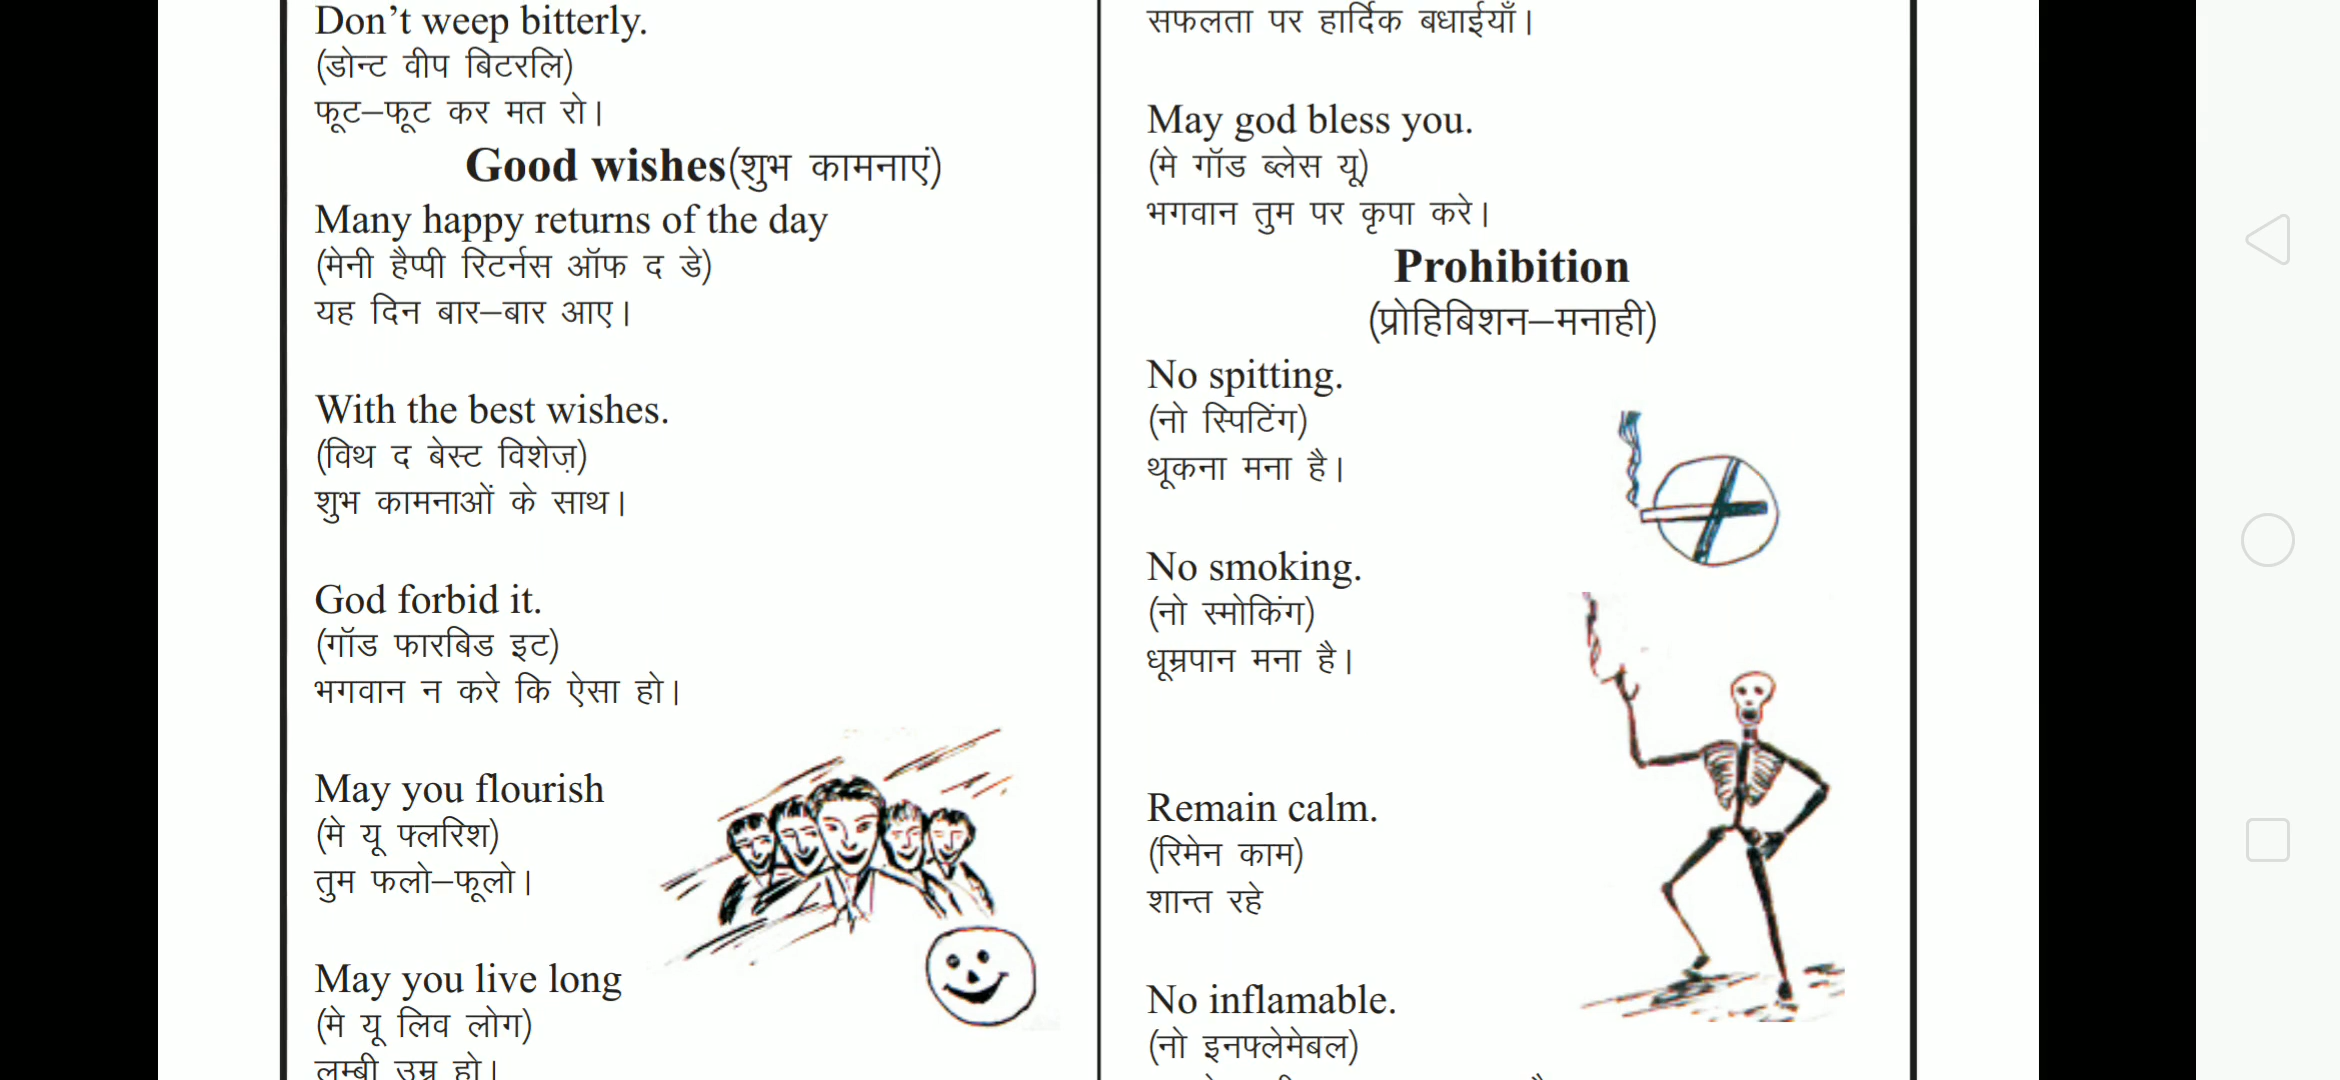 Don’t weep bitterly.
(डोन्ट वीप बिटरलि)
फूट–फूट कर मत रो।
Good wishes(शुभ कामनाएं)
Many happy returns of the day
(मेनी हैप्पी रिटर्नस ऑफ द डे)
यह दिन बार–बार आए।
With the best wishes.
(विथ द बेस्ट विशेज़)
शुभ कामनाओं के साथ।
God forbid it.
(गॉड फारबिड इट)
भगवान न करे कि ऐसा हो।
May you flourish
(मे यू फ्लरिश)
तुम फलो–फूलो।
May you live long
(मे यू लिव लोग)
लम्बी उम्र हो।
सफलता पर हार्दिक बधाईयाँ।
May god bless you.
(मे गॉड ब्लेस यू)
भगवान तुम पर कृपा करे।
Prohibition
(प्रोहिबिशन–मनाही)
No spitting.
(नो स्पिटिंग)
थूकना मना है।
No smoking.
(नो स्मोकिंग)
धूम्रपान मना है।
Remain calm.
(रिमेन काम)
शान्त रहे
No inflamable.
(नो इनफ्लेमेबल)